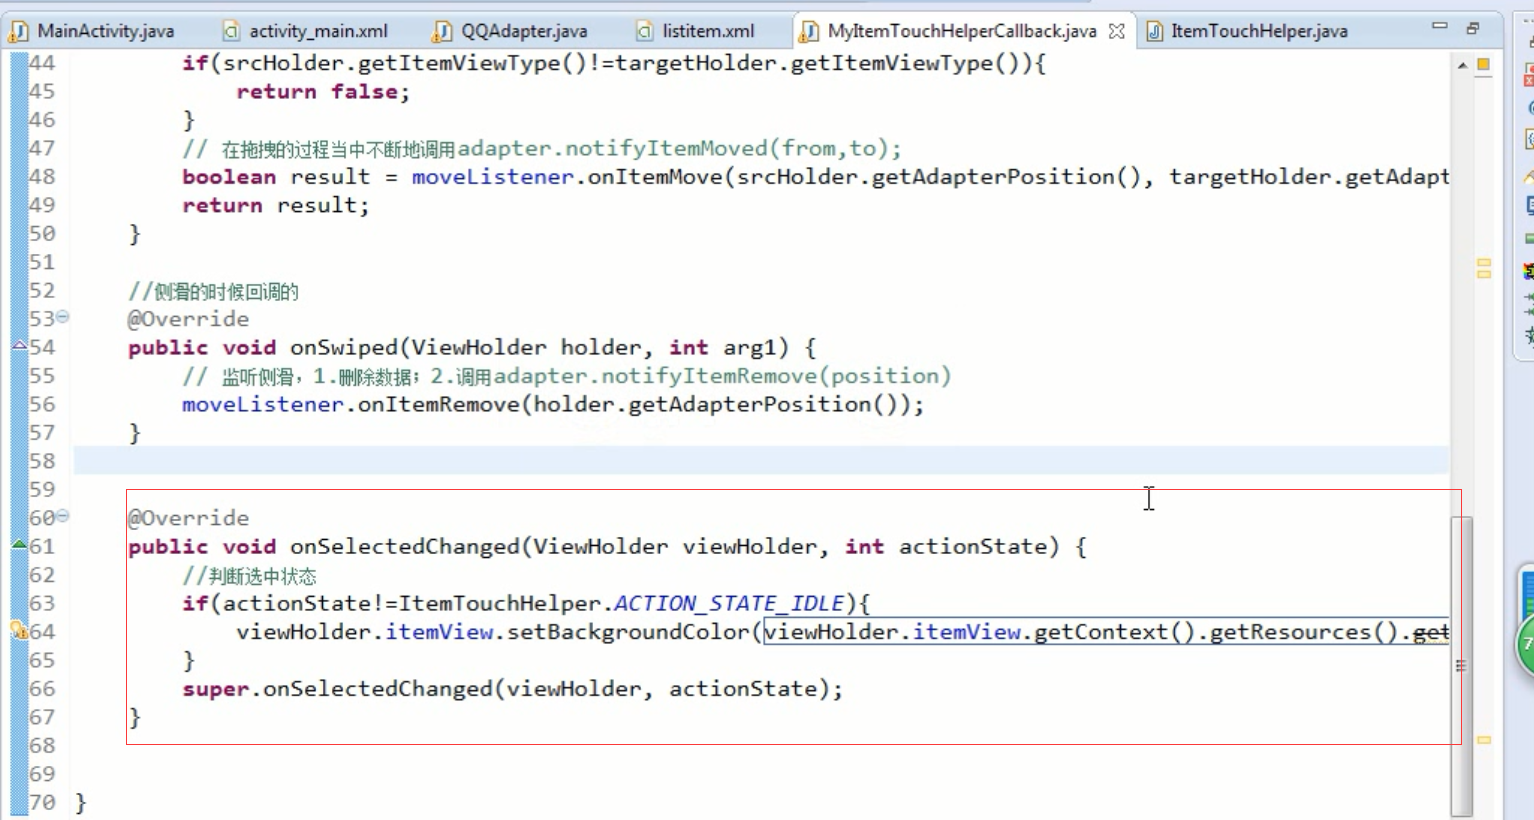 MainActivity.java activity_main.xml QQAdapter.java listitem.xml MyItemTouchHelperCallback.java ItemTouchHelper.java
44 if(srcHolder.getItemViewType()!=targetHolder.getItemViewType()){
45 return false;
46 }
47 // 在拖拽的过程当中不断地调用adapter.notifyItemMoved(from,to);
48 boolean result = moveListener.onItemMove(srcHolder.getAdapterPosition(), targetHolder.getAdapt
49 return result;
50 }
51
52 //侧滑的时候回调的
53 @Override
54 public void onSwiped(ViewHolder holder, int arg1) {
55 // 监听侧滑，1.删除数据；2.调用adapter.notifyItemRemove(position)
56 moveListener.onItemRemove(holder.getAdapterPosition());
57 }
58
59
60 @Override
61 public void onSelectedChanged(ViewHolder viewHolder, int actionState) {
62 //判断选中状态
63 if(actionState!=ItemTouchHelper.ACTION_STATE_IDLE){
64 viewHolder.itemView.setBackgroundColor(viewHolder.itemView.getContext().getResources().get
65 }
66 super.onSelectedChanged(viewHolder, actionState);
67 }
68
69
70 }